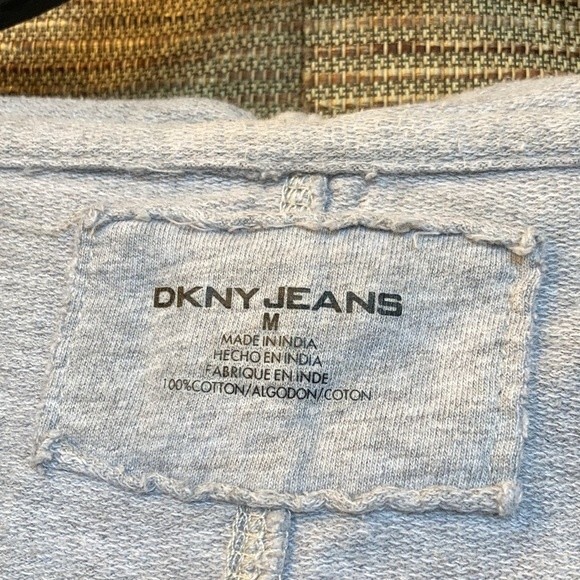 DKNY JEANS
M
MADE IN INDIA
HECHO EN INDIA
FABRIQUE EN INDE
100%COTTON/ALGODON/COTON